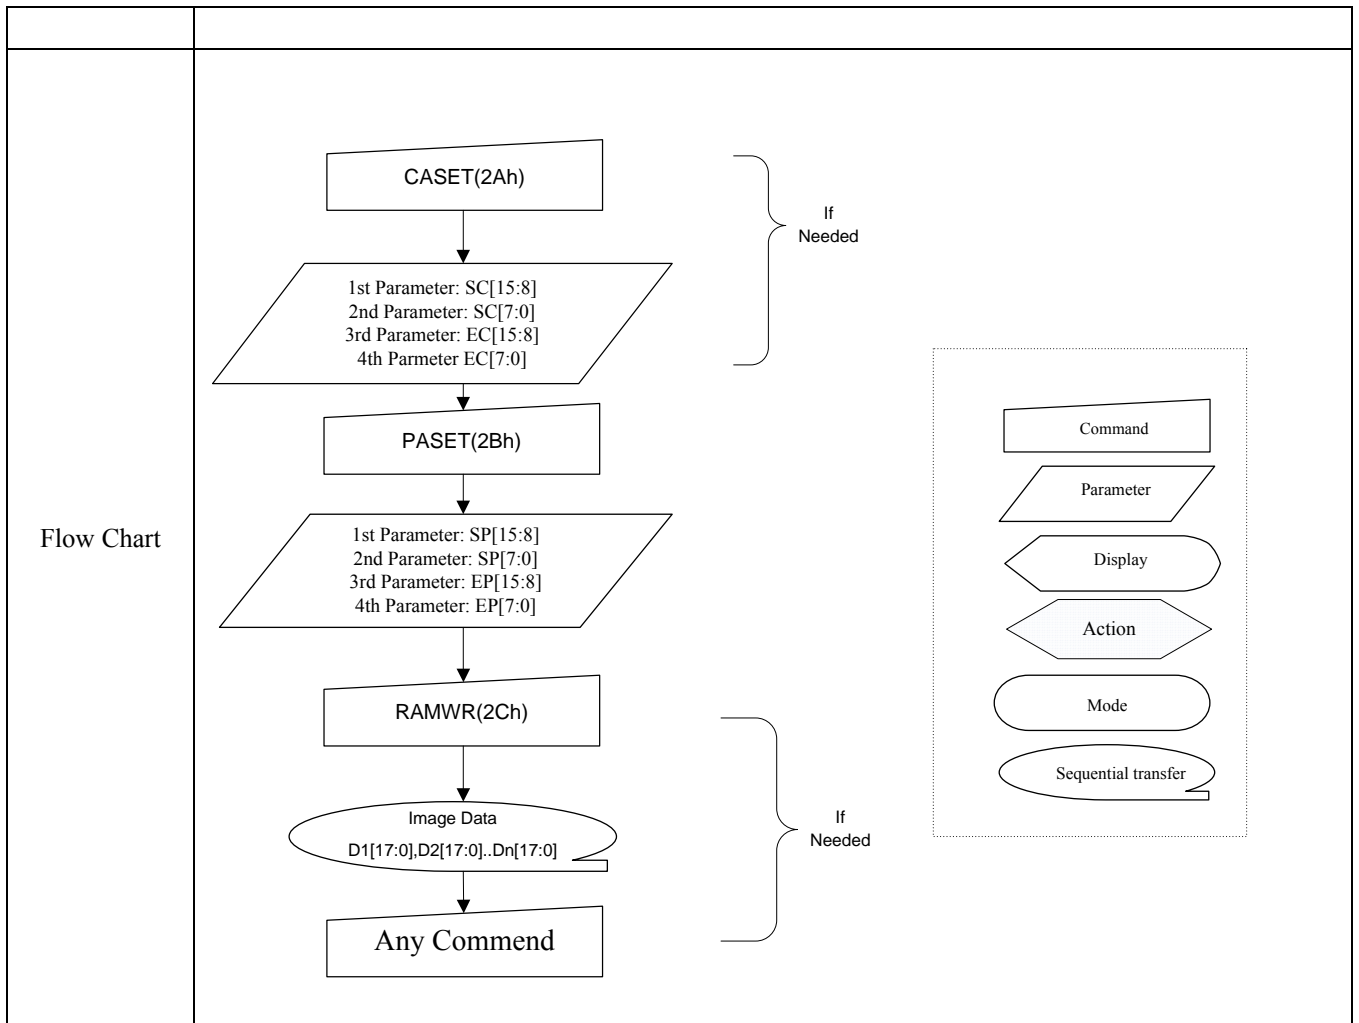 Flow Chart
CASET(2Ah)
If
Needed
1st Parameter: SC[15:8]
2nd Parameter: SC[7:0]
3rd Parameter: EC[15:8]
4th Parmeter EC[7:0]
PASET(2Bh)
1st Parameter: SP[15:8]
2nd Parameter: SP[7:0]
3rd Parameter: EP[15:8]
4th Parameter: EP[7:0]
RAMWR(2Ch)
Image Data
D1[17:0],D2[17:0]..Dn[17:0]
If
Needed
Any Commend
Command
Parameter
Display
Action
Mode
Sequential transfer